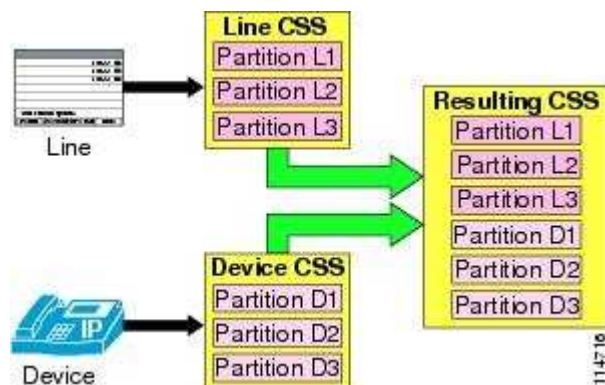 Line CSS
Partition L1
Partition L2
Partition L3
Line
Resulting CSS
Partition L1
Partition L2
Partition L3
Partition D1
Partition D2
Partition D3
Device CSS
Partition D1
Partition D2
Partition D3
IP
Device
114716